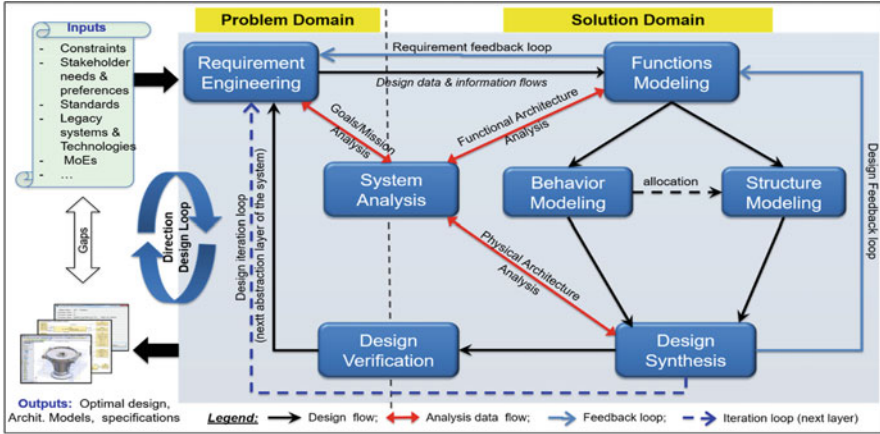 Problem Domain
Solution Domain
Inputs
- Constraints
- Stakeholder
needs &
preferences
- Standards
- Legacy
systems &
Technologies
- MoEs
- ...
Requirement
Engineering
Requirement feedback loop
Design data & information flows
Functions
Modeling
Goals/Mission
Analysis
Functional Architecture
Analysis
System
Analysis
Behavior
Modeling
allocation
Structure
Modeling
Design Feedback loop
Gaps
Direction
Design Loop
Design iteration loop
(nextt abstraction layer of the system)
Physical Architecture
Analysis
Design
Verification
Design
Synthesis
OUTPUTs: Optimal design,
Archit. Models, specifications
Legend: Design flow; Analysis data flow; Feedback loop; Iteration loop (next layer)